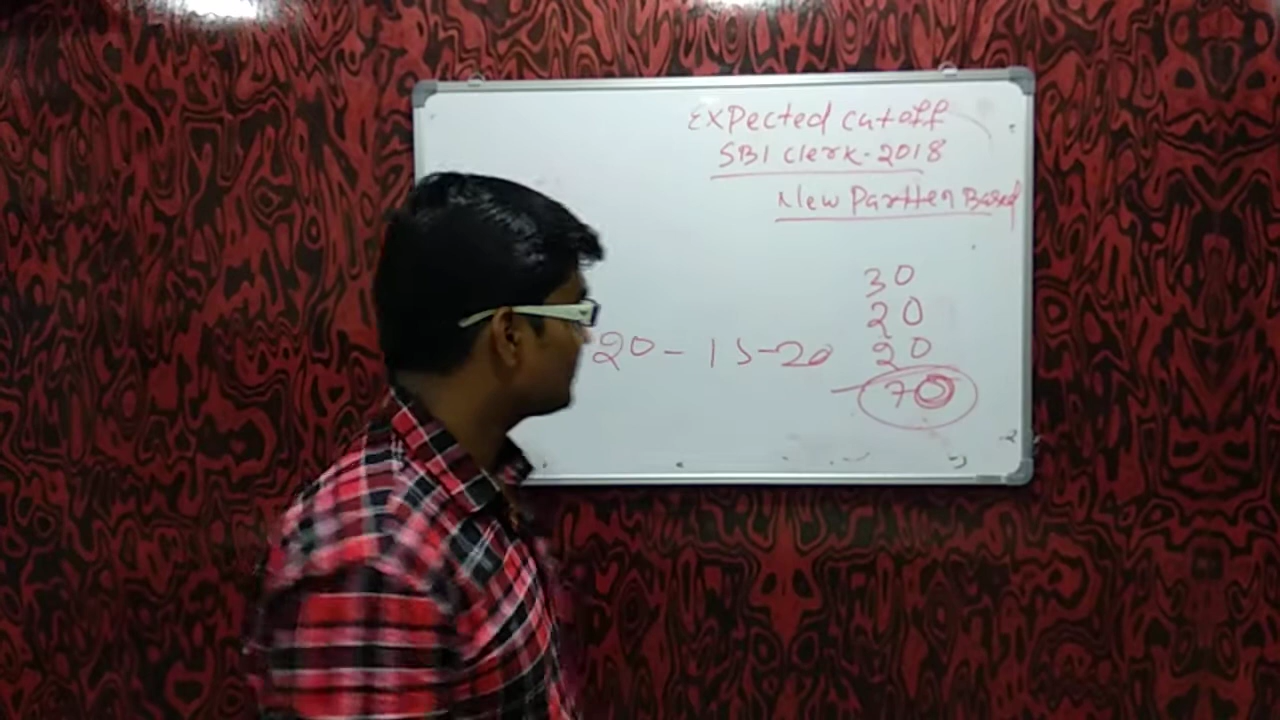 Expected cutoff
SBI clerk-2018
New Partten Based
30
20
20-15-20 20
70